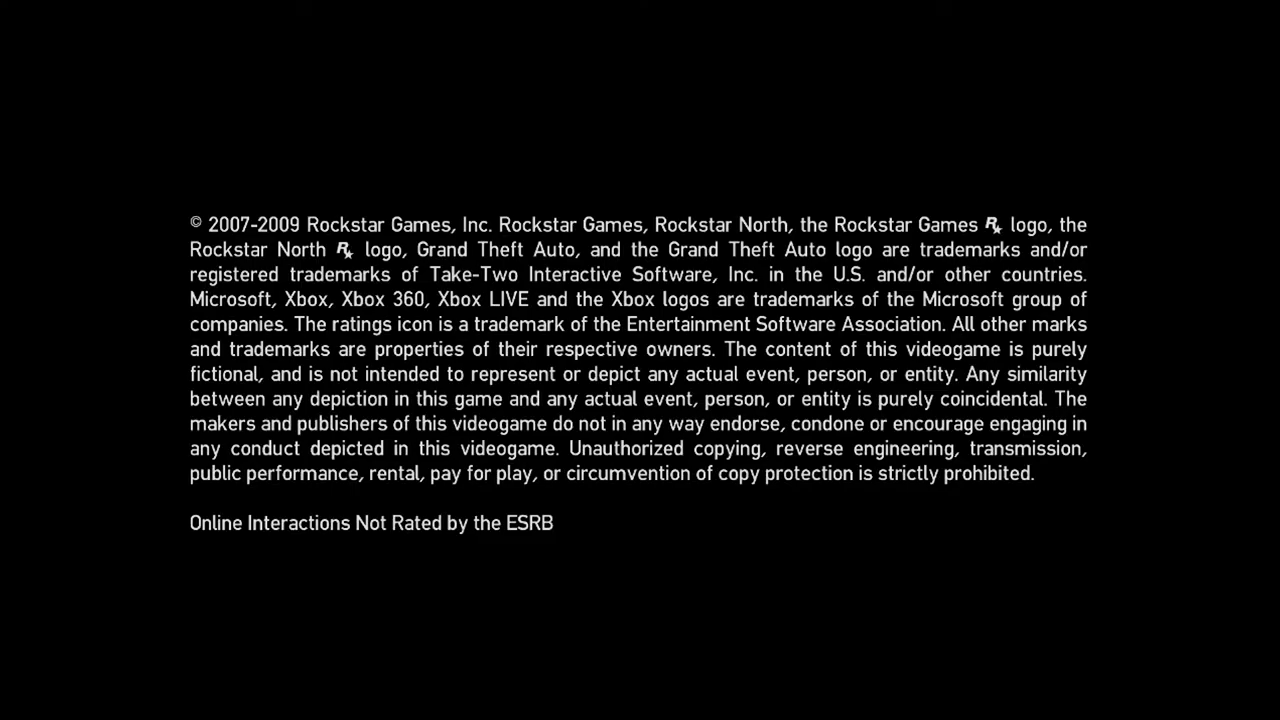 © 2007-2009 Rockstar Games, Inc. Rockstar Games, Rockstar North, the Rockstar Games R★ logo, the
Rockstar North R★ logo, Grand Theft Auto, and the Grand Theft Auto logo are trademarks and/or
registered trademarks of Take-Two Interactive Software, Inc. in the U.S. and/or other countries.
Microsoft, Xbox, Xbox 360, Xbox LIVE and the Xbox logos are trademarks of the Microsoft group of
companies. The ratings icon is a trademark of the Entertainment Software Association. All other marks
and trademarks are properties of their respective owners. The content of this videogame is purely
fictional, and is not intended to represent or depict any actual event, person, or entity. Any similarity
between any depiction in this game and any actual event, person, or entity is purely coincidental. The
makers and publishers of this videogame do not in any way endorse, condone or encourage engaging in
any conduct depicted in this videogame. Unauthorized copying, reverse engineering, transmission,
public performance, rental, pay for play, or circumvention of copy protection is strictly prohibited.
Online Interactions Not Rated by the ESRB